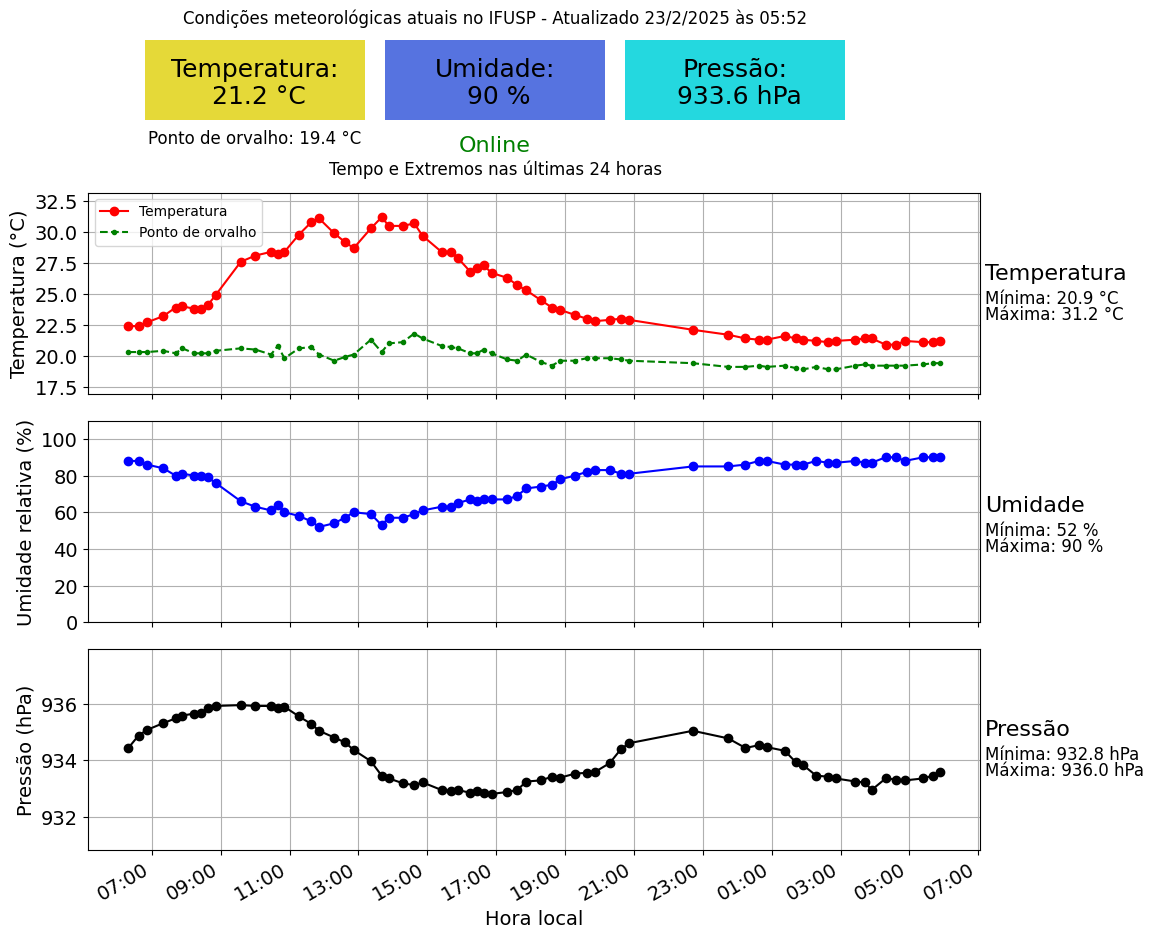 Condições meteorológicas atuais no IFUSP - Atualizado 23/2/2025 às 05:52
Temperatura:
21.2 °C
Umidade:
90 %
Pressão:
933.6 hPa
Ponto de orvalho: 19.4 °C
Online
Tempo e Extremos nas últimas 24 horas
Temperatura (°C)
32.5
30.0
27.5
25.0
22.5
20.0
17.5
Temperatura
Ponto de orvalho
Temperatura
Mínima: 20.9 °C
Máxima: 31.2 °C
Umidade relativa (%)
100
80
60
40
20
0
Umidade
Mínima: 52 %
Máxima: 90 %
Pressão (hPa)
936
934
932
Pressão
Mínima: 932.8 hPa
Máxima: 936.0 hPa
07:00 09:00 11:00 13:00 15:00 17:00 19:00 21:00 23:00 01:00 03:00 05:00 07:00
Hora local